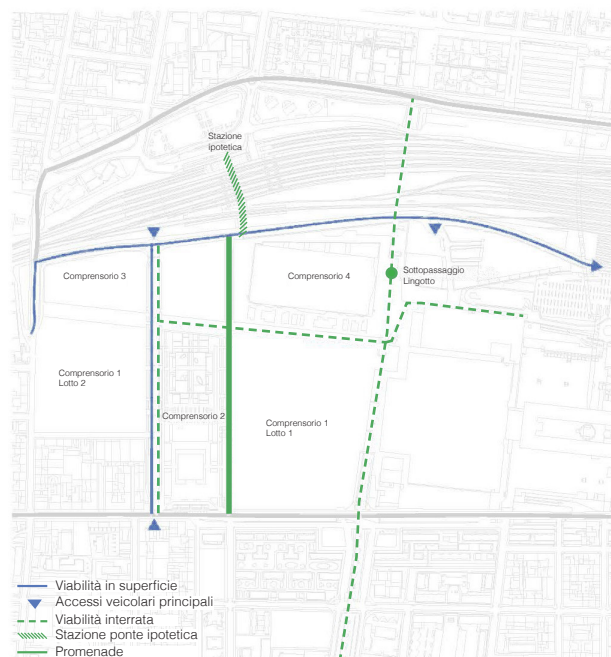 Stazione
ipotetica
Comprensorio 3
Comprensorio 4
Sottopassaggio
Lingotto
Comprensorio 1
Lotto 2
Comprensorio 2
Comprensorio 1
Lotto 1
Viabilità in superficie
Accessi veicolari principali
Viabilità interrata
Stazione ponte ipotetica
Promenade